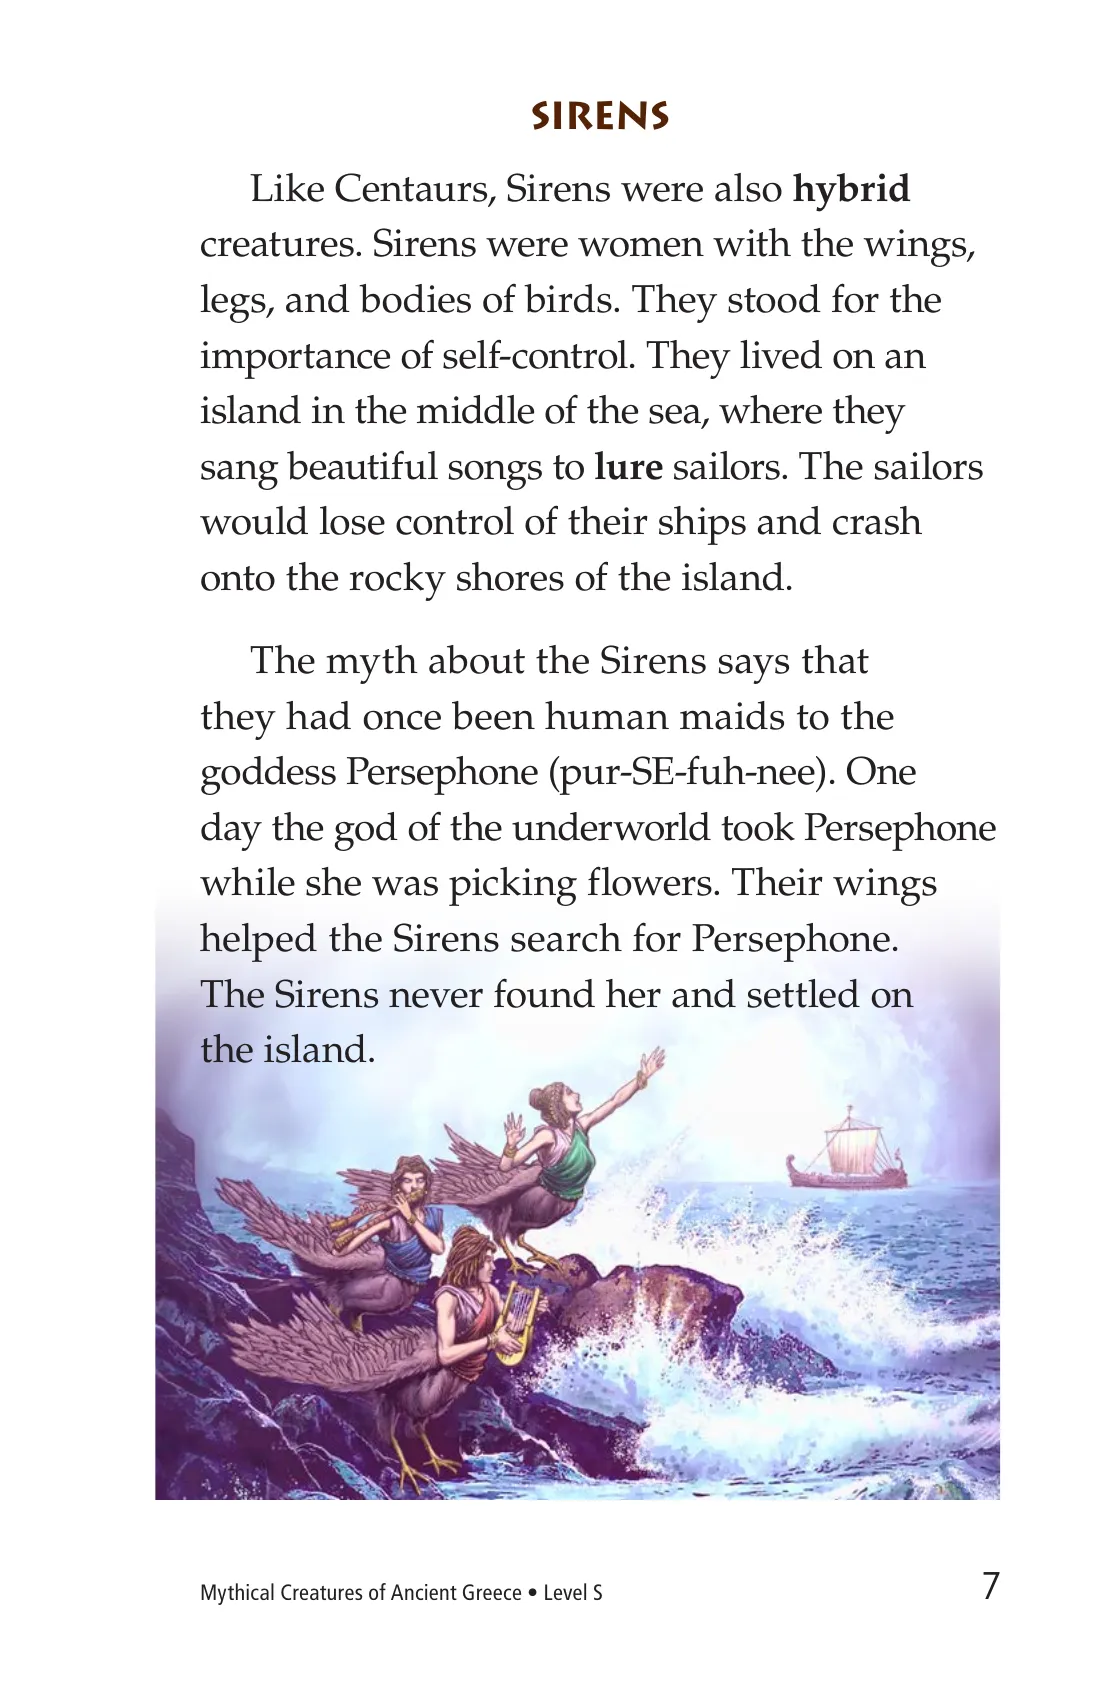 SIRENS
Like Centaurs, Sirens were also hybrid
creatures. Sirens were women with the wings,
legs, and bodies of birds. They stood for the
importance of self-control. They lived on an
island in the middle of the sea, where they
sang beautiful songs to lure sailors. The sailors
would lose control of their ships and crash
onto the rocky shores of the island.
The myth about the Sirens says that
they had once been human maids to the
goddess Persephone (pur-SE-fuh-nee). One
day the god of the underworld took Persephone
while she was picking flowers. Their wings
helped the Sirens search for Persephone.
The Sirens never found her and settled on
the island.
Mythical Creatures of Ancient Greece • Level S
7